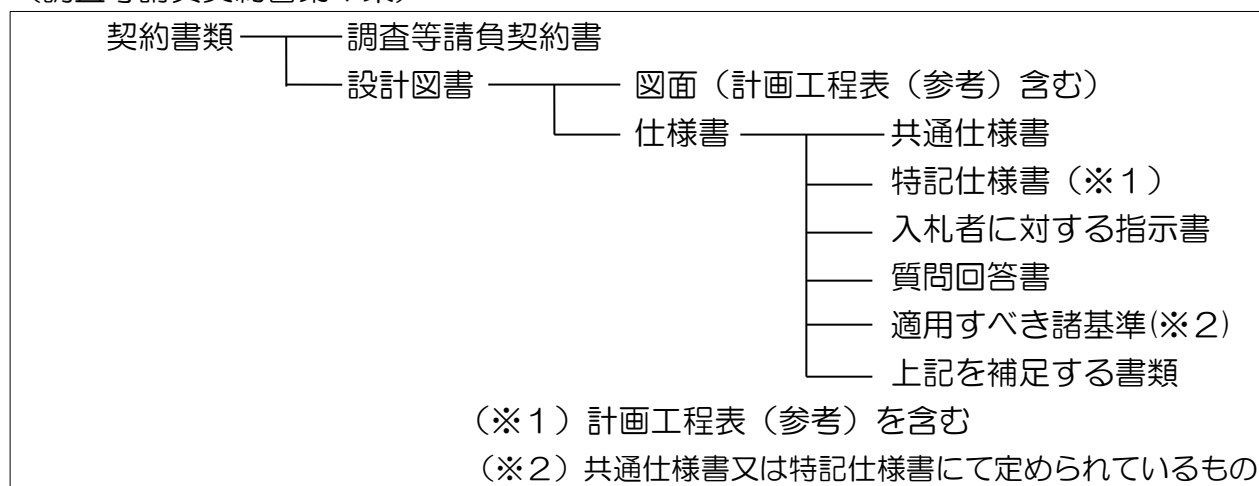 契約書類 調査等請負契約書
設計図書 図面（計画工程表（参考）含む）
仕様書 共通仕様書
特記仕様書（※１）
入札者に対する指示書
質問回答書
適用すべき諸基準(※２)
上記を補足する書類
（※１）計画工程表（参考）を含む
（※２）共通仕様書又は特記仕様書にて定められているもの